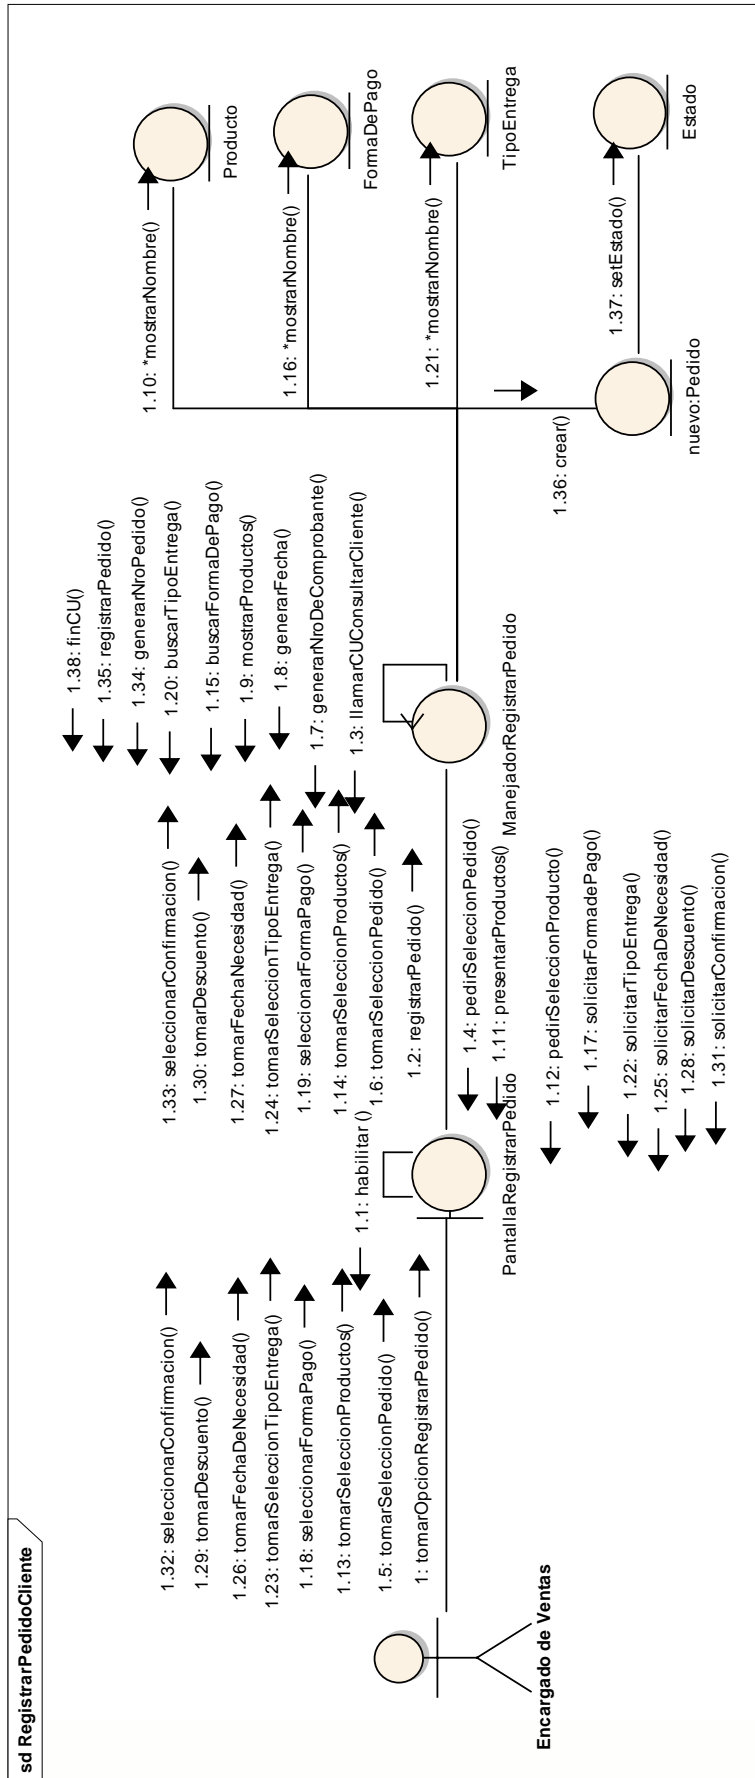 sd RegistrarPedidoCliente
Encargado de Ventas
1.32: seleccionarConfirmacion()
1.29: tomarDescuento()
1.26: tomarFechaDeNecesidad()
1.23: tomarSeleccionTipoEntrega()
1.18: seleccionarFormaPago()
1.13: tomarSeleccionProductos()
1.5: tomarSeleccionPedido()
1: tomarOpcionRegistrarPedido()
1.1: habilitar ()
PantallaRegistrarPedido
1.33: seleccionarConfirmacion()
1.30: tomarDescuento()
1.27: tomarFechaNecesidad()
1.24: tomarSeleccionTipoEntrega()
1.19: seleccionarFormaPago()
1.14: tomarSeleccionProductos()
1.6: tomarSeleccionPedido()
1.2: registrarPedido()
1.4: pedirSeleccionPedido()
1.11: presentarProductos()
1.12: pedirSeleccionProducto()
1.17: solicitarFormadePago()
1.22: solicitarTipoEntrega()
1.25: solicitarFechaDeNecesidad()
1.28: solicitarDescuento()
1.31: solicitarConfirmacion()
ManejadorRegistrarPedido
1.38: finCU()
1.35: registrarPedido()
1.34: generarNroPedido()
1.20: buscarTipoEntrega()
1.15: buscarFormaDePago()
1.9: mostrarProductos()
1.8: generarFecha()
1.7: generarNroDeComprobante()
1.3: llamarCUConsultarCliente()
1.10: *mostrarNombre()
Producto
1.16: *mostrarNombre()
FormaDePago
1.21: *mostrarNombre()
TipoEntrega
1.36: crear()
nuevo:Pedido
1.37: setEstado()
Estado